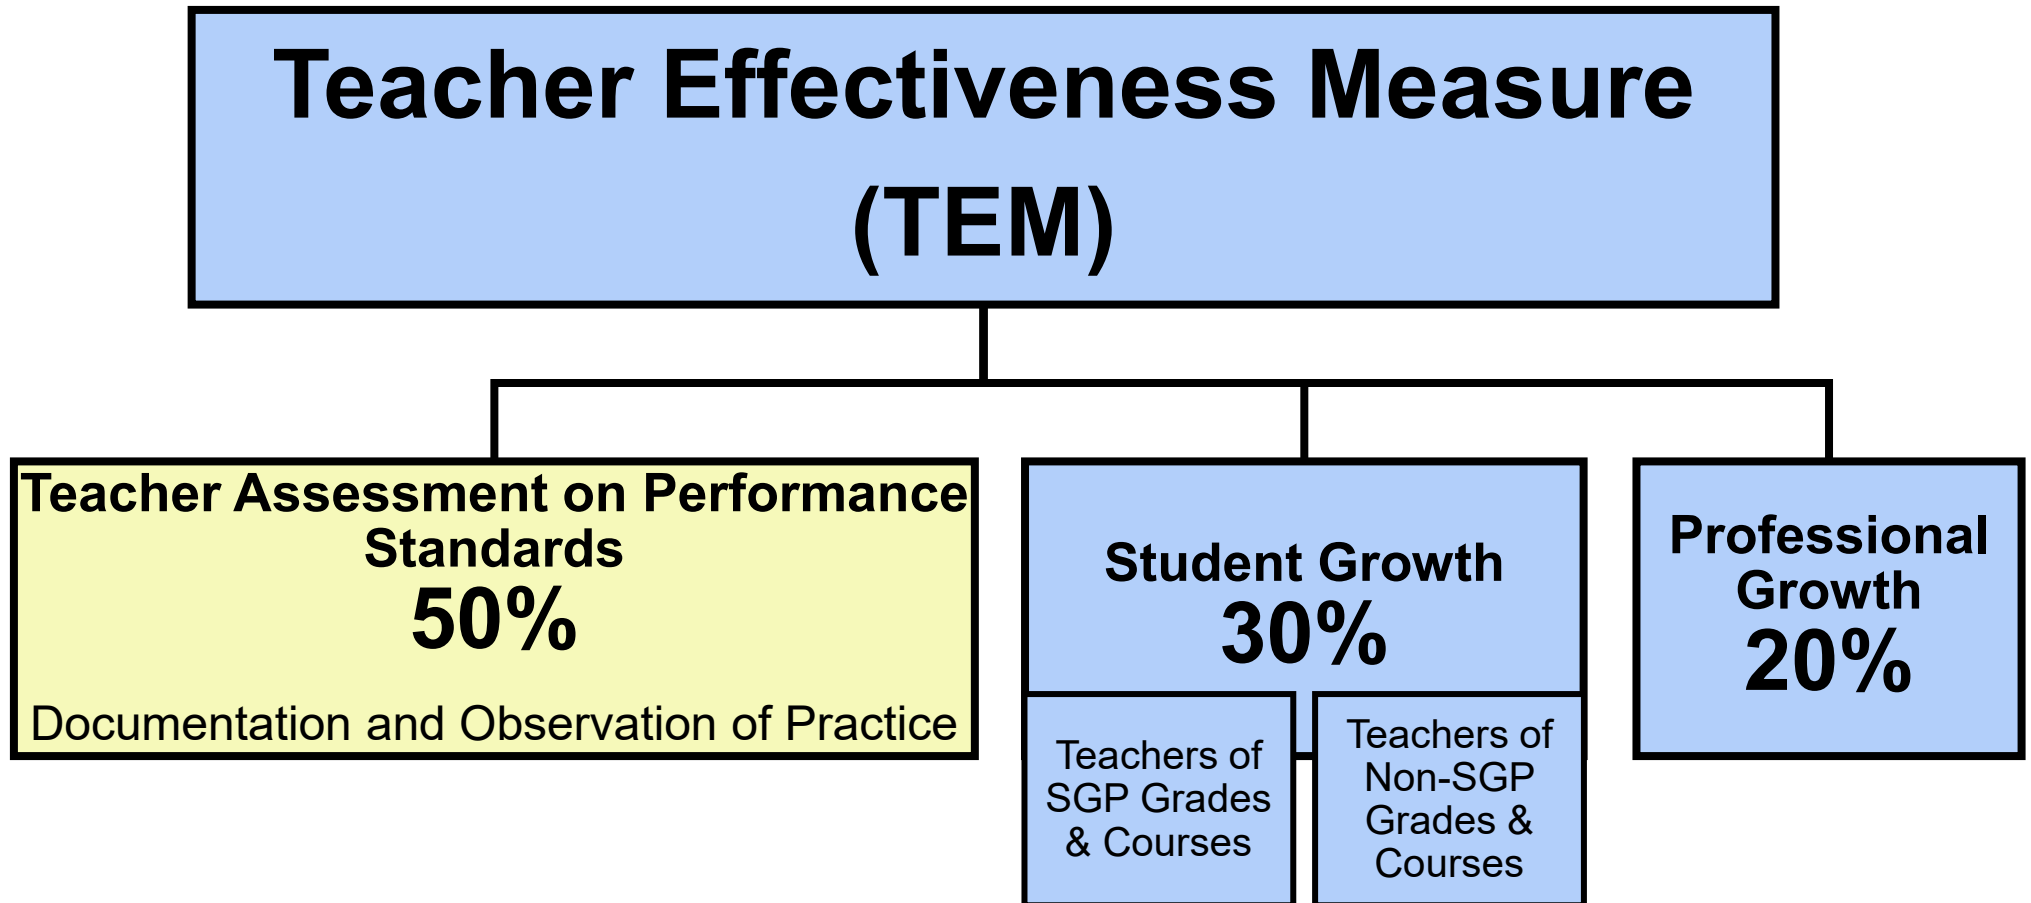 Teacher Effectiveness Measure
(TEM)
Teacher Assessment on Performance
Standards
50%
Documentation and Observation of Practice
Student Growth
30%
Teachers of
SGP Grades
& Courses
Teachers of
Non-SGP
Grades &
Courses
Professional
Growth
20%